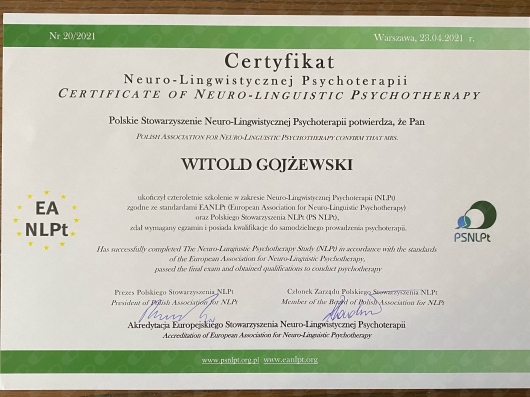 Nr 20/2021
Warszawa, 23.04.2021 r.
Certyfikat
Neuro-Lingwistycznej Psychoterapii
Certificate of Neuro-linguistic Psychotherapy
Polskie Stowarzyszenie Neuro-Lingwistycznej Psychoterapii potwierdza, że Pan
Polish Association for Neuro-Linguistic Psychotherapy confirm that mrs.
WITOLD GOJŻEWSKI
ukończył czteroletnie szkolenie w zakresie Neuro-Lingwistycznej Psychoterapii (NLPt)
zgodne ze standardami EANLPt (European Association for Neuro-Linguistic Psychotherapy)
oraz Polskiego Stowarzyszenia NLPt (PS NLPt),
zdał wymagany egzamin i posiada kwalifikacje do samodzielnego prowadzenia psychoterapii.
EA
NLPt
PSNLPt
Has successfully completed The Neuro-Linguistic Psychotherapy Study (NLPt) in accordance with the standards
of the European Association for Neuro-Linguistic Psychotherapy,
passed the final exam and obtained qualifications to conduct psychotherapy
Prezes Polskiego Stowarzyszenia NLPt
Członek Zarządu Polskiego Stowarzyszenia NLPt
President of Polish Association for NLPt
Member of the Board of Polish Association for NLPt
Akredytacja Europejskiego Stowarzyszenia Neuro-Lingwistycznej Psychoterapii
Accreditation of European Association for Neuro-Linguistic Psychotherapy
www.psnlpt.org.pl www.eanlpt.org